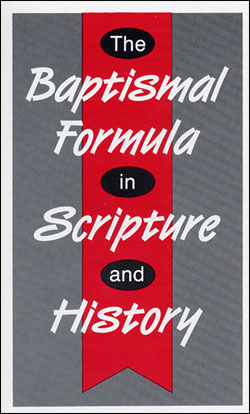 The
Baptismal
Formula
in
Scripture
and
History